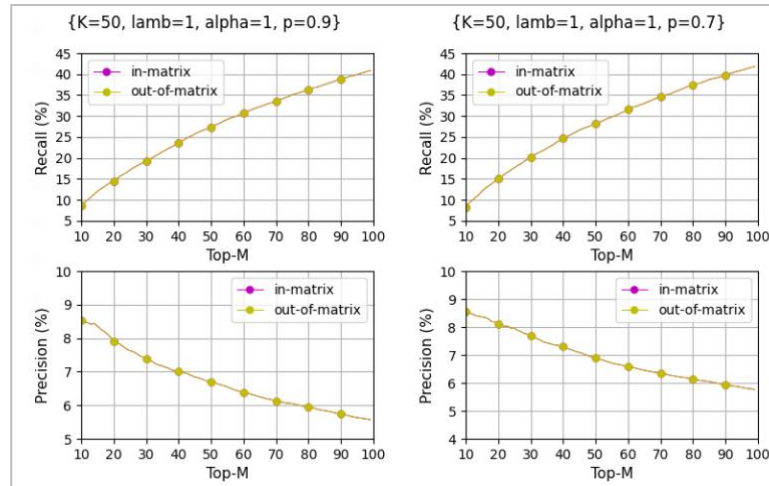 {K=50, lamb=1, alpha=1, p=0.9}
45
40
35
30
25
20
15
10
5
Recall (%)
in-matrix
out-of-matrix
10 20 30 40 50 60 70 80 90 100
Top-M
{K=50, lamb=1, alpha=1, p=0.7}
45
40
35
30
25
20
15
10
5
Recall (%)
in-matrix
out-of-matrix
10 20 30 40 50 60 70 80 90 100
Top-M
10
9
8
7
6
5
Precision (%)
in-matrix
out-of-matrix
10 20 30 40 50 60 70 80 90 100
Top-M
10
9
8
7
6
5
4
Precision (%)
in-matrix
out-of-matrix
10 20 30 40 50 60 70 80 90 100
Top-M